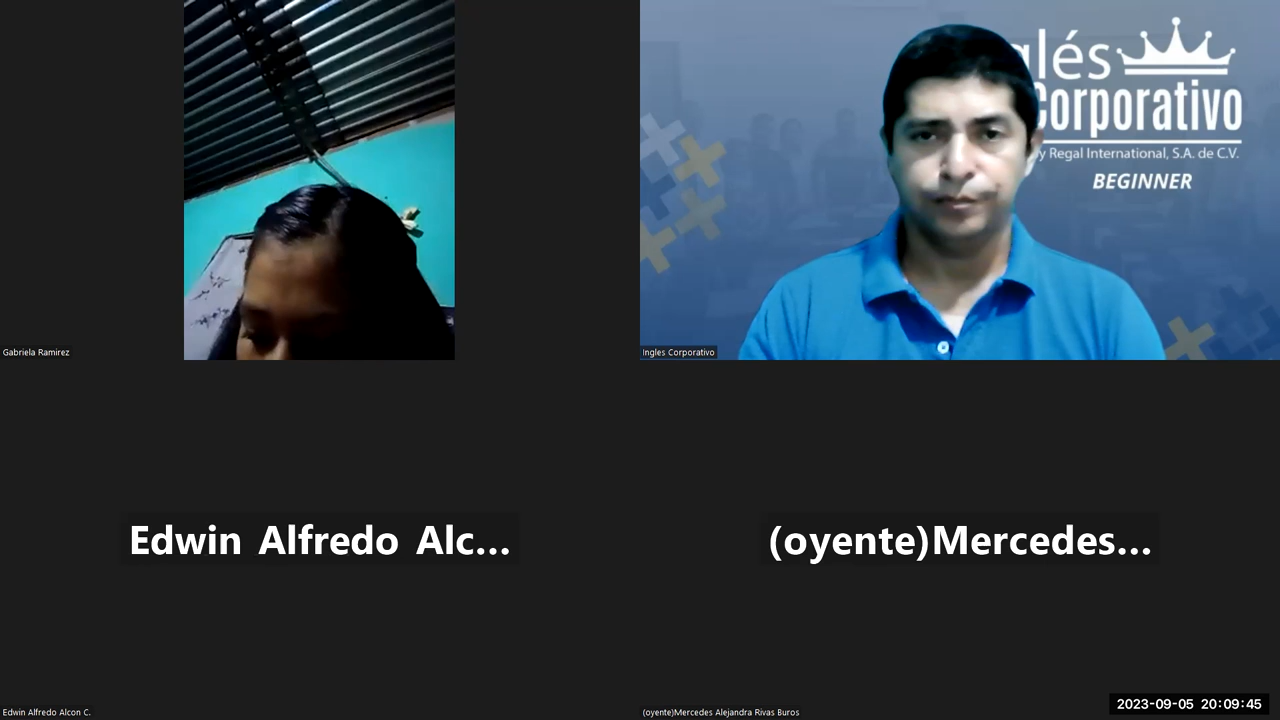 glés
Corporativo
y Regal International, S.A. de C.V.
BEGINNER
Gabriela Ramirez
Ingles Corporativo
Edwin Alfredo Alc...
(oyente)Mercedes...
Edwin Alfredo Alcon C.
(oyente)Mercedes Alejandra Rivas Buros
2023-09-05 20:09:45